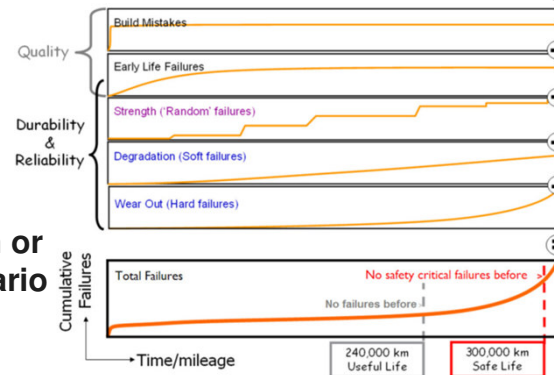 Build Mistakes
Quality
Early Life Failures
Strength ('Random' failures)
Durability
&
Reliability
Degradation (Soft failures)
Wear Out (Hard failures)
or
ario
Cumulative
Failures
Total Failures
No safety critical failures before >
No failures before
Time/mileage
240,000 km
Useful Life
300,000 km
Safe Life